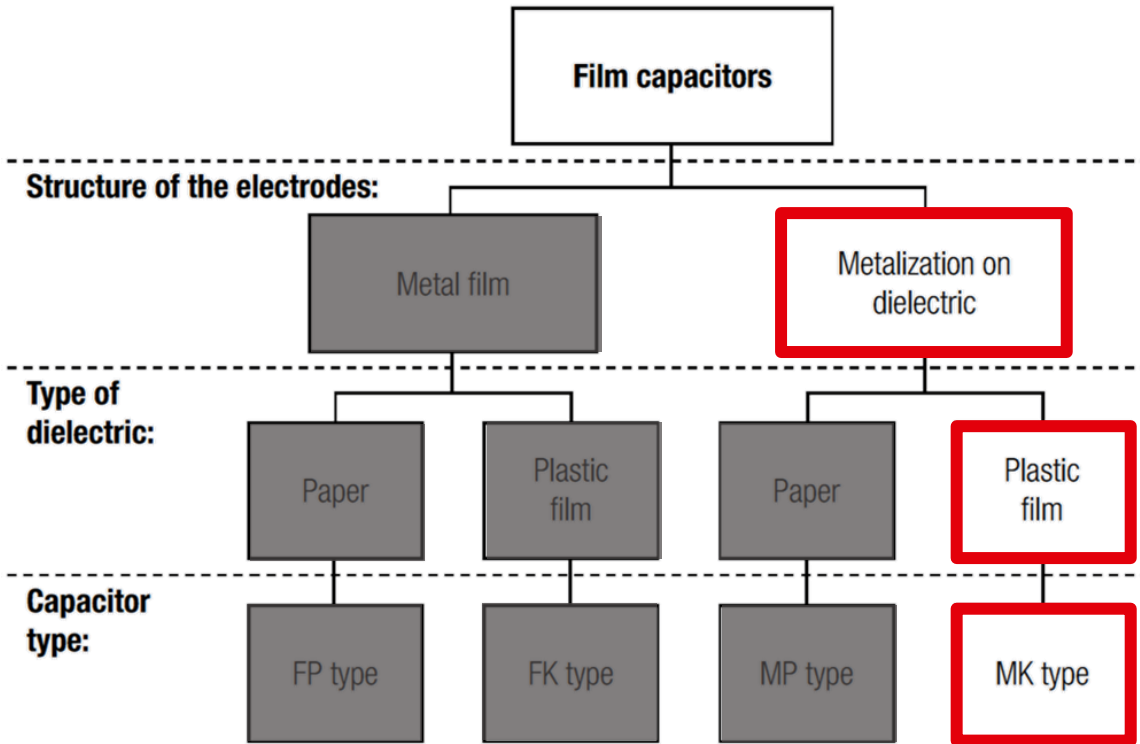 Film capacitors
Structure of the electrodes:
Metal film
Metalization on
dielectric
Type of
dielectric:
Paper
Plastic
film
Paper
Plastic
film
Capacitor
type:
FP type
FK type
MP type
MK type